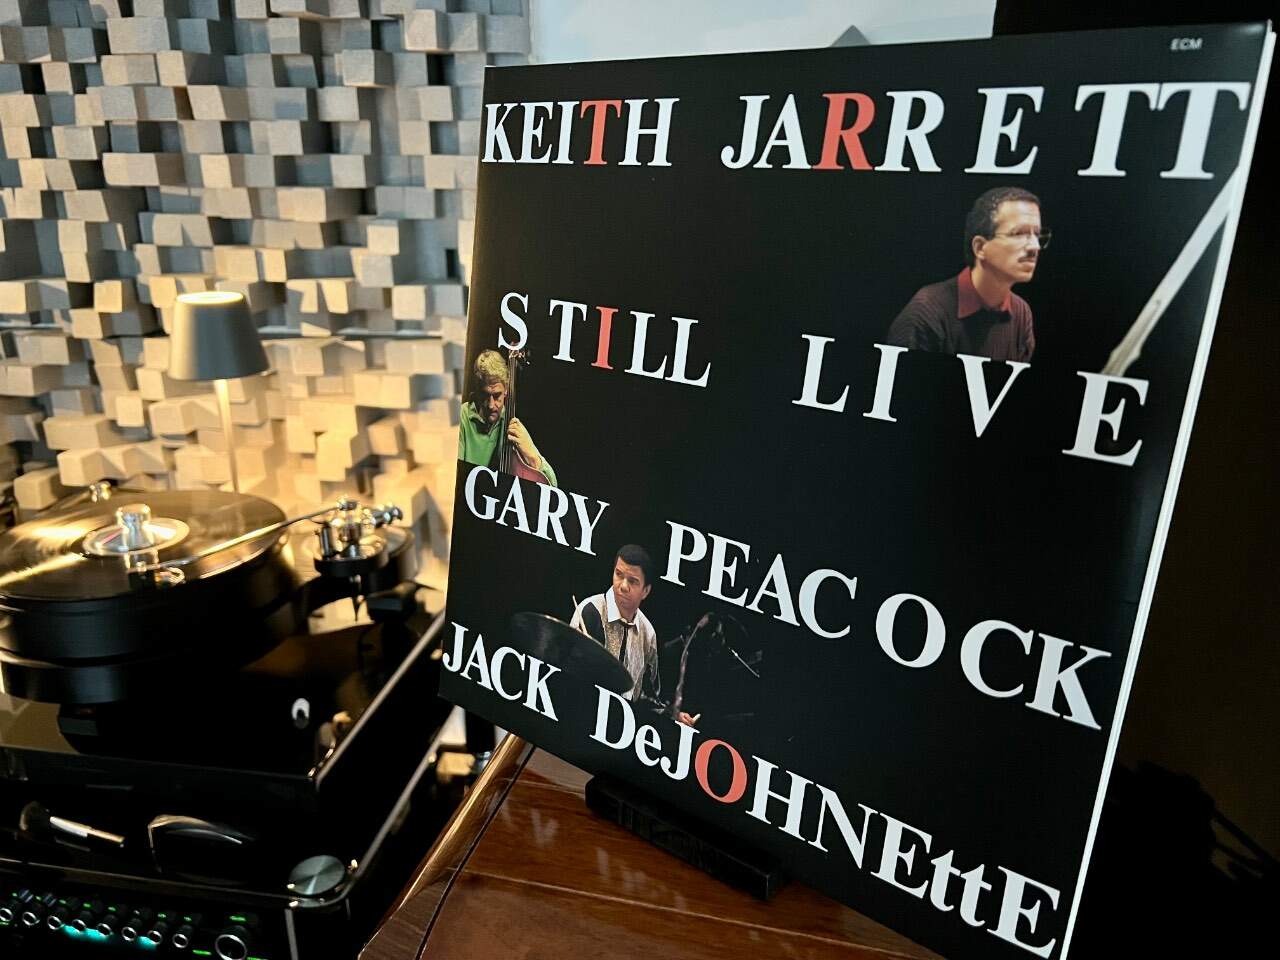 ECM
KEITH JARRETT
STILL LIVE
GARY PEACOCK
JACK DeJOHNEttE